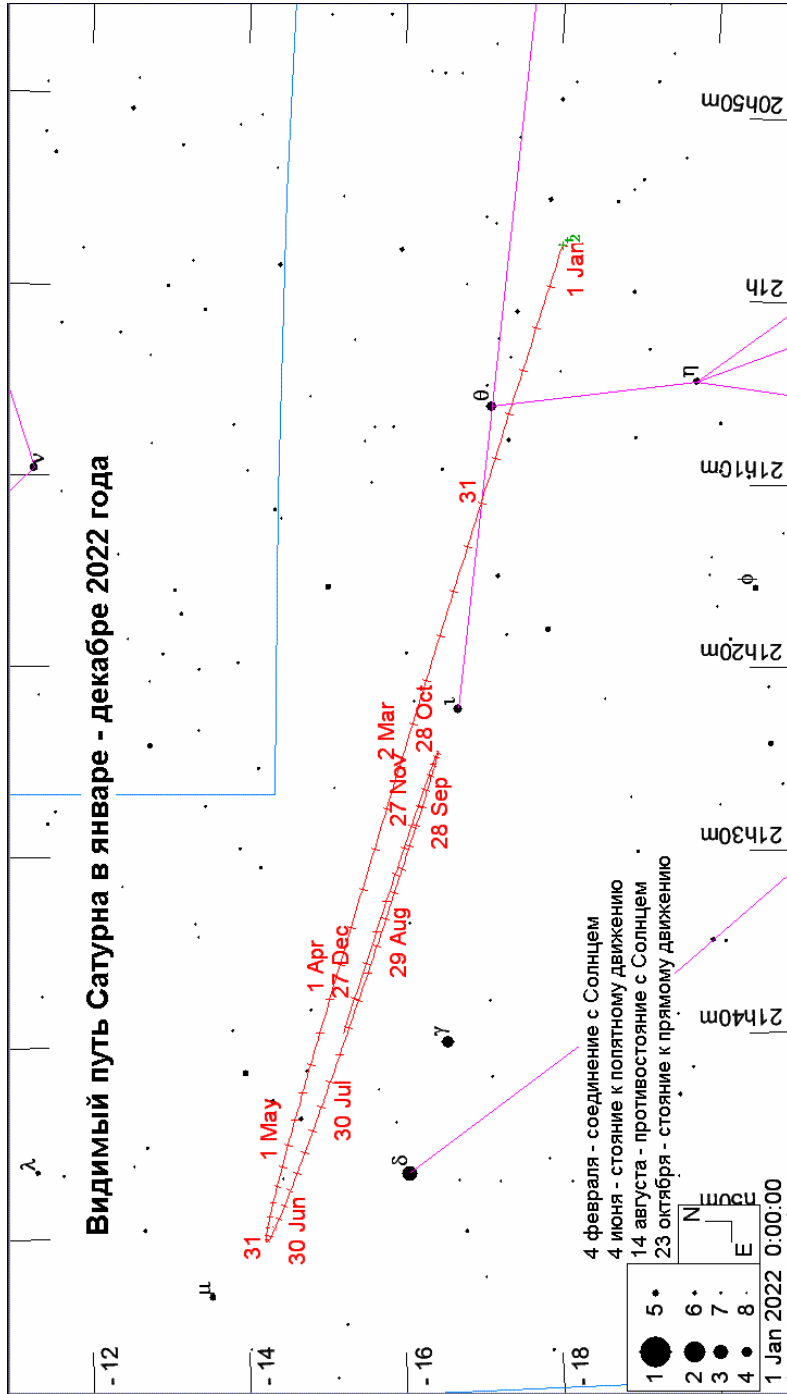 Видимый путь Сатурна в январе - декабре 2022 года
- 12
- 14
- 16
- 18
λ
μ
ν
δ
γ
ι
θ
η
φ
31
1 May
30 Jun
30 Jul
1 Apr
27 Dec
29 Aug
27 Nov
2 Mar
28 Oct
28 Sep
31
1 Jan
21h40m
21h30m
21h20m
21h10m
21h
20h50m
4 февраля - соединение с Солнцем
4 июня - стояние к попятному движению
14 августа - противостояние с Солнцем
23 октября - стояние к прямому движению
1 5
2 6
3 7
4 8
N
E
1 Jan 2022 0:00:00